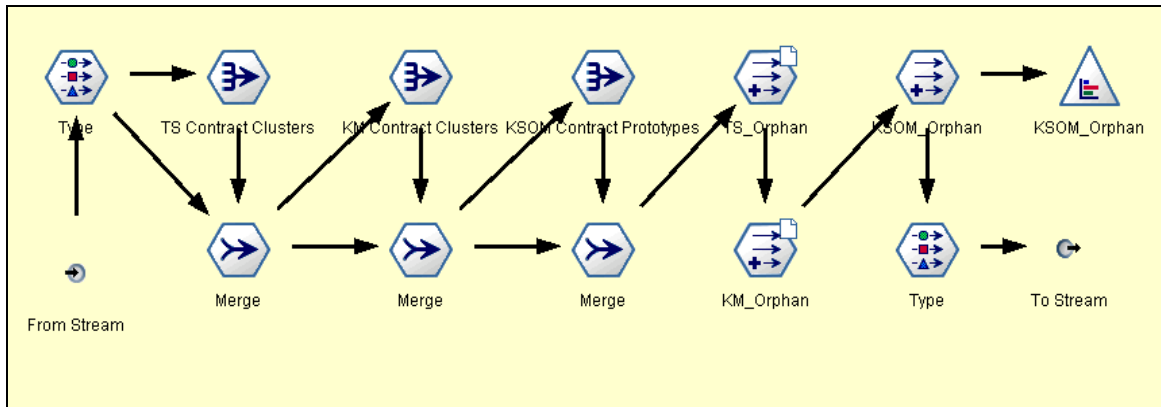 Type
TS Contract Clusters
KM Contract Clusters
KSOM Contract Prototypes
TS_Orphan
KSOM_Orphan
KSOM_Orphan
From Stream
Merge
Merge
Merge
KM_Orphan
Type
To Stream